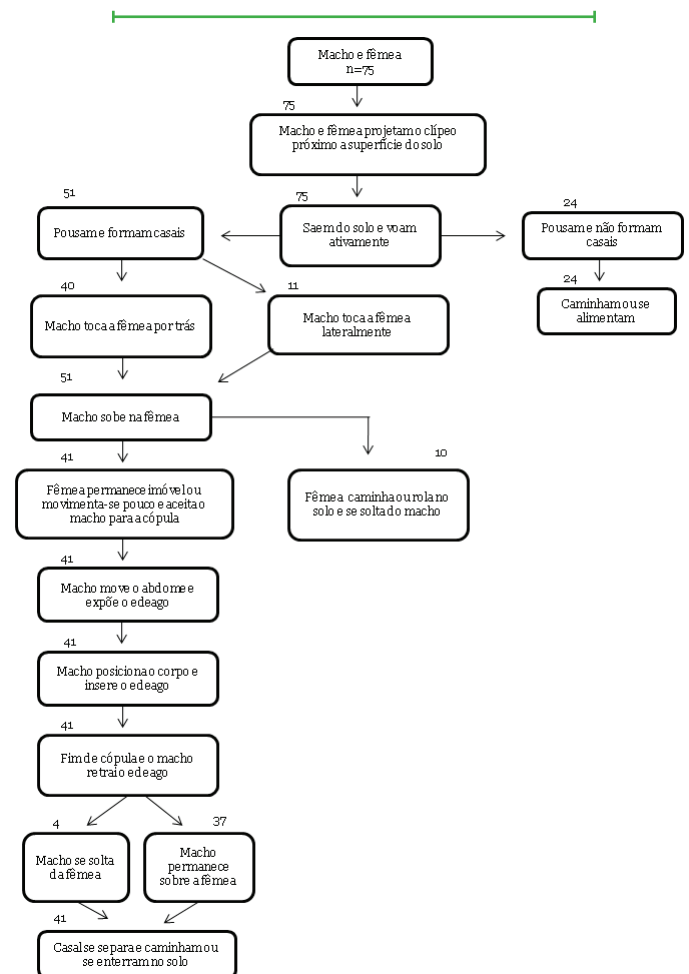 Macho e fêmea
n=75
75
Macho e fêmea projetam o clípeo
próximo a superfície do solo
75
Saem do solo e voam
ativamente
51
Pousam e formam casais
24
Pousam e não formam
casais
24
Caminham ou se
alimentam
40
Macho toca a fêmea por trás
11
Macho toca a fêmea
lateralmente
51
Macho sobe na fêmea
41
Fêmea permanece imóvel ou
movimenta-se pouco e aceita o
macho para a cópula
10
Fêmea caminha ou rola no
solo e se solta do macho
41
Macho move o abdome e
expõe o edeago
41
Macho posiciona o corpo e
insere o edeago
41
Fim de cópula e o macho
retrai o edeago
4
Macho se solta
da fêmea
37
Macho
permanece
sobre a fêmea
41
Casal se separa e caminham ou
se enterram no solo